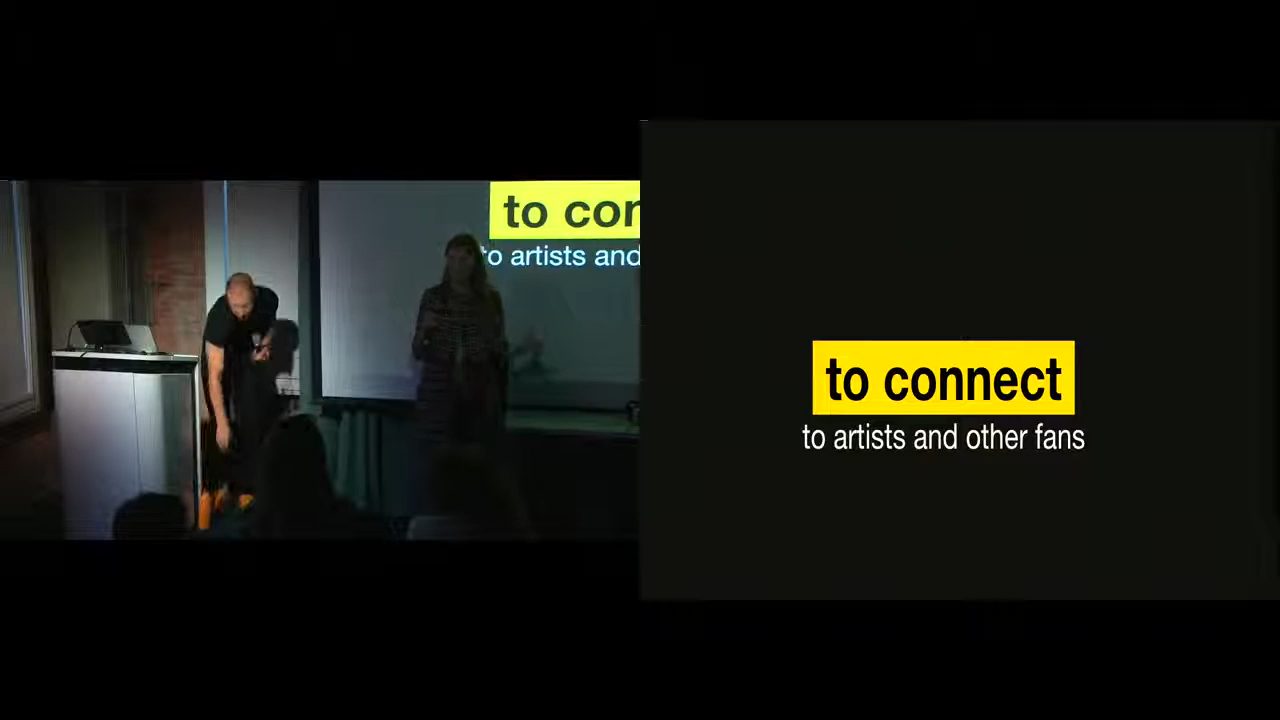 to con
to artists and
to connect
to artists and other fans